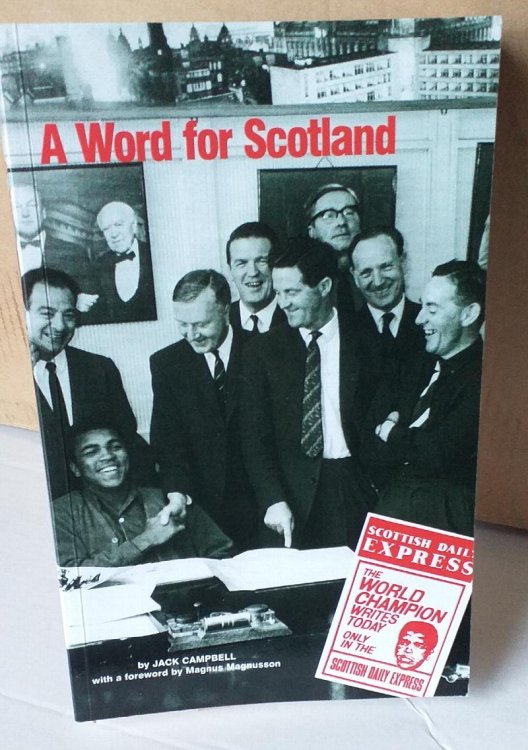 A Word for Scotland
SCOTTISH DAILY
EXPRESS
THE
WORLD
CHAMPION
WRITES
TODAY
ONLY
IN THE
SCOTTISH DAILY EXPRESS
by JACK CAMPBELL
with a foreword by Magnus Magnusson